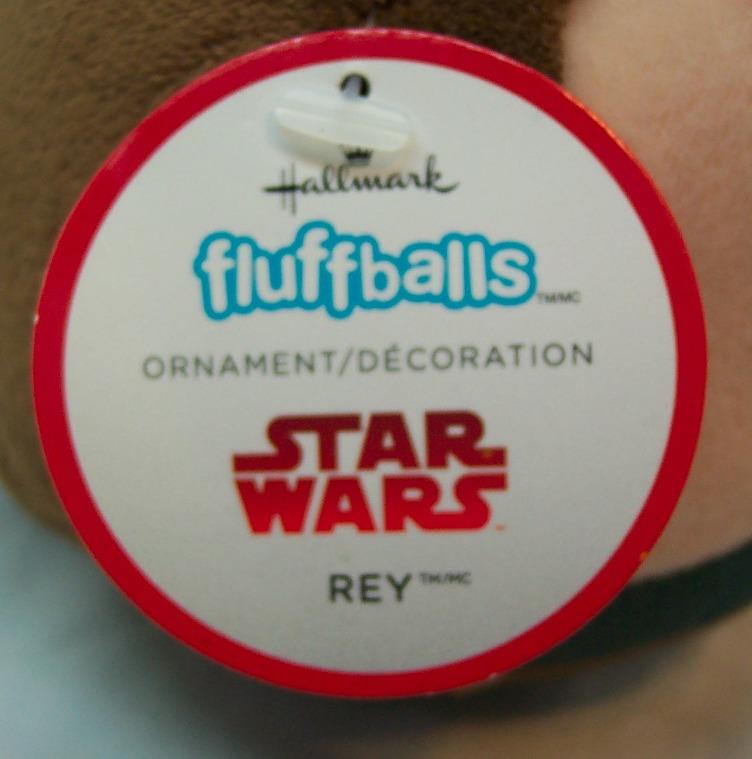 Hallmark
fluffballs TM/MC
ORNAMENT/DÉCORATION
STAR
WARS
REY TM/MC